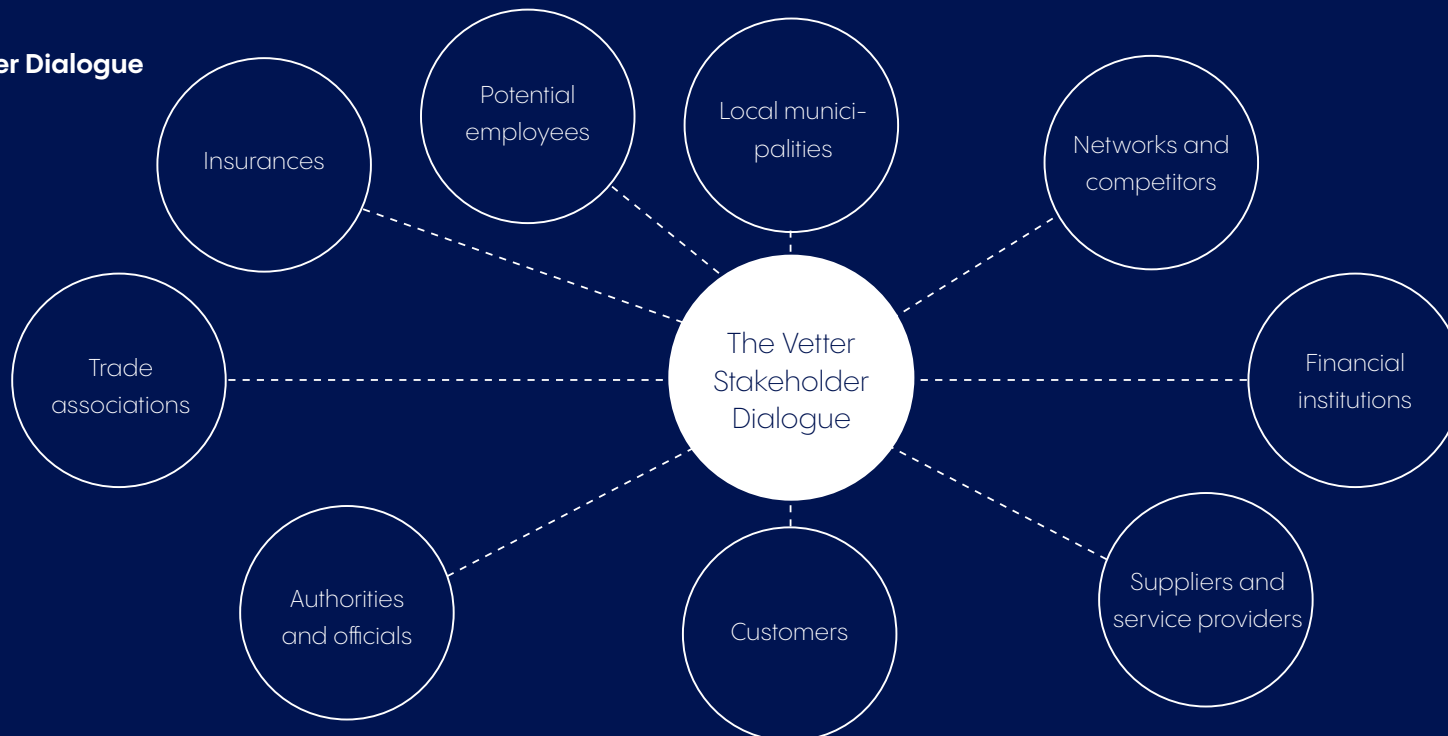 er Dialogue
Potential
employees
Local munici-
palities
Insurances
Networks and
competitors
The Vetter
Stakeholder
Dialogue
Trade
associations
Financial
institutions
Authorities
and officials
Customers
Suppliers and
service providers